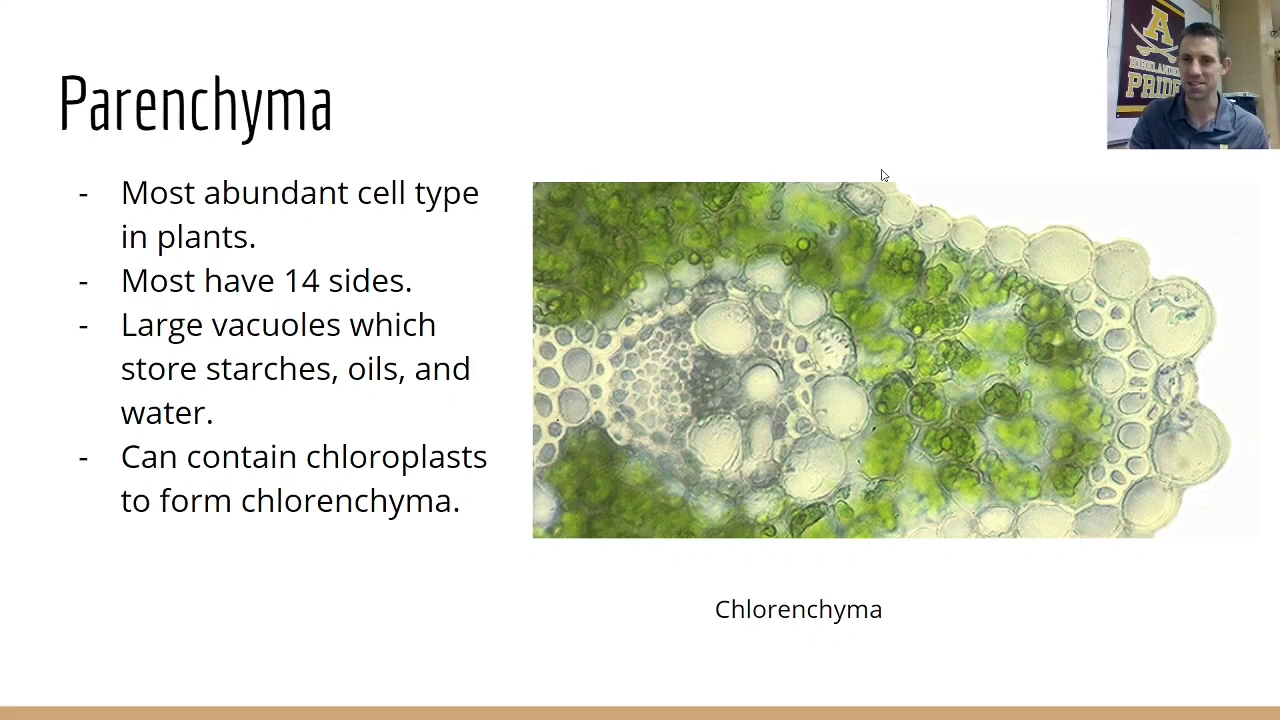 Parenchyma
- Most abundant cell type
in plants.
- Most have 14 sides.
- Large vacuoles which
store starches, oils, and
water.
- Can contain chloroplasts
to form chlorenchyma.
Chlorenchyma
A
PRIDE